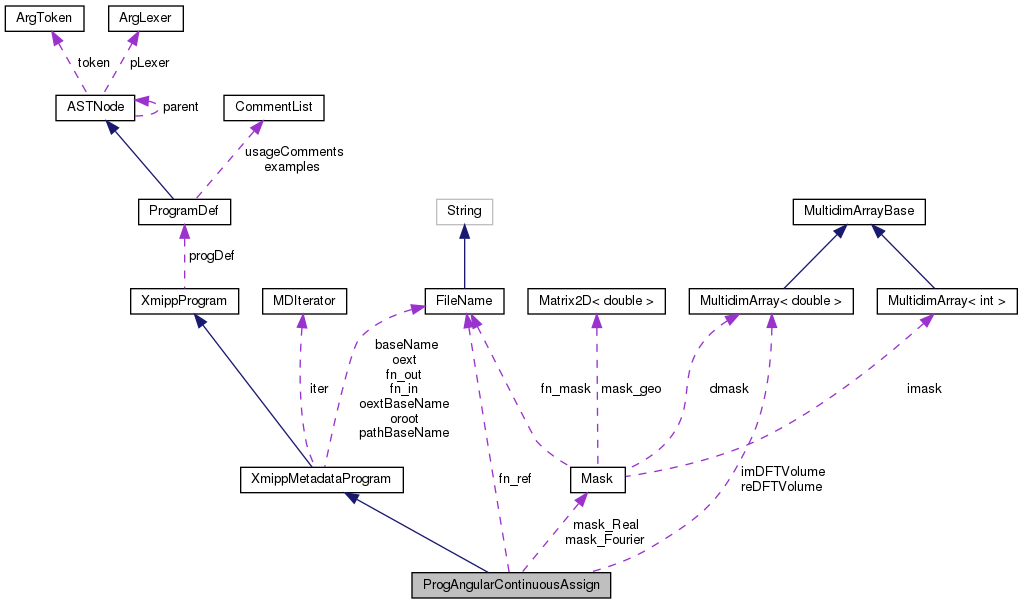 ArgToken
ArgLexer
token
pLexer
ASTNode
parent
CommentList
usageComments
examples
ProgramDef
String
MultidimArrayBase
progDef
XmippProgram
MDIterator
FileName
Matrix2D< double >
MultidimArray< double >
MultidimArray< int >
baseName
oext
fn_out
fn_in
oextBaseName
oroot
pathBaseName
iter
fn_mask
mask_geo
dmask
imask
XmippMetadataProgram
fn_ref
Mask
imDFTVolume
reDFTVolume
mask_Real
mask_Fourier
ProgAngularContinuousAssign